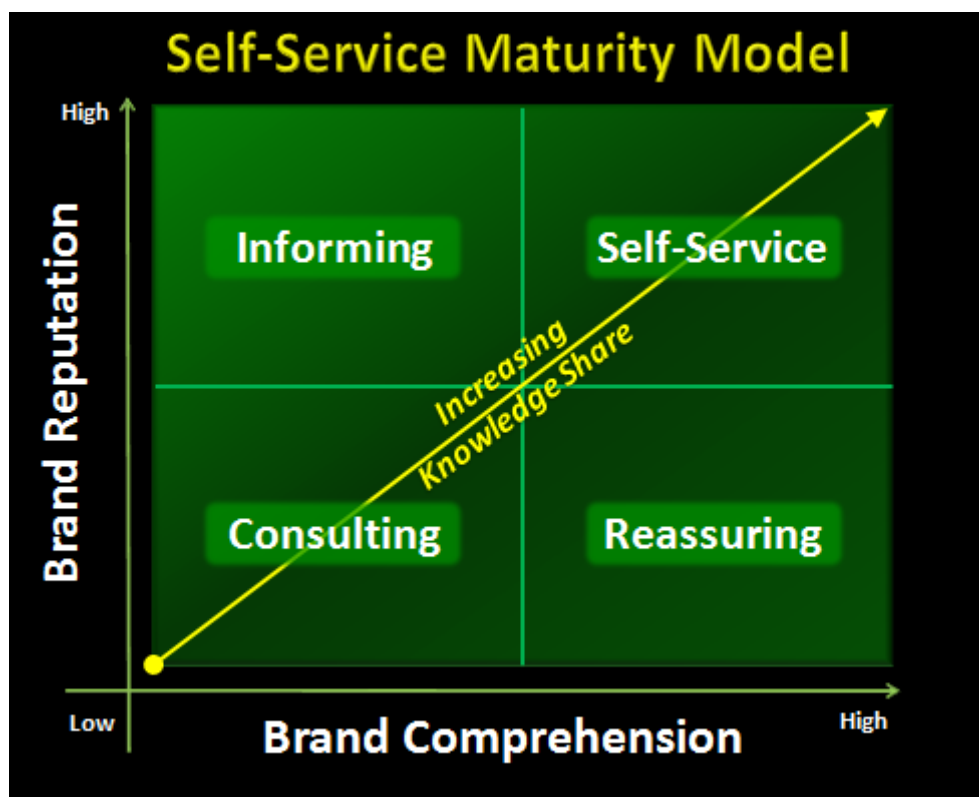 Self-Service Maturity Model
High
Brand Reputation
Informing
Self-Service
Increasing
Knowledge Share
Consulting
Reassuring
Low
High
Brand Comprehension